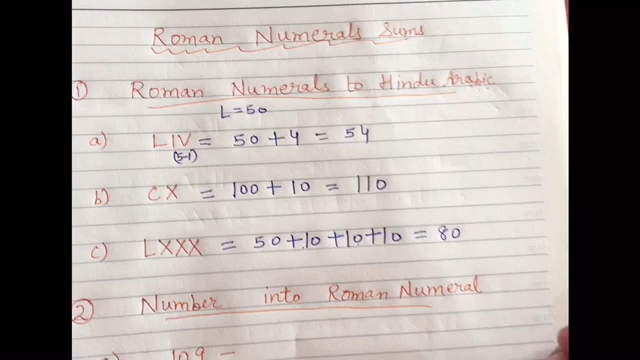 Roman Numerals Sums
① Roman Numerals to Hindu Arabic
L=50
a) LIV = 50+4 = 54
(5-1)
b) CX = 100 + 10 = 110
c) LXXX = 50+10+10+10 = 80
② Number into Roman Numeral
109 =